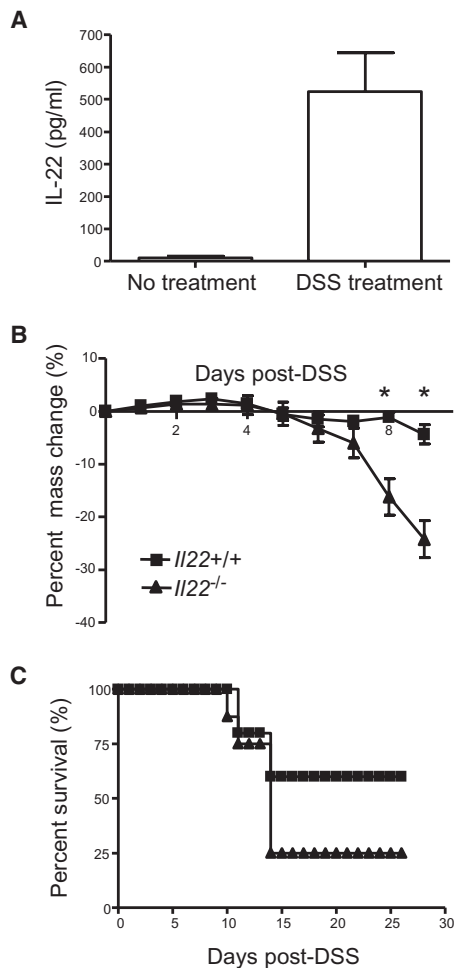 A
IL-22 (pg/ml)
700
600
500
400
300
200
100
0
No treatment
DSS treatment
B
Percent mass change (%)
10
0
-10
-20
-30
-40
Days post-DSS
2
4
8
* *
Il22+/+
Il22-/-
C
Percent survival (%)
100
75
50
25
0
0 5 10 15 20 25 30
Days post-DSS